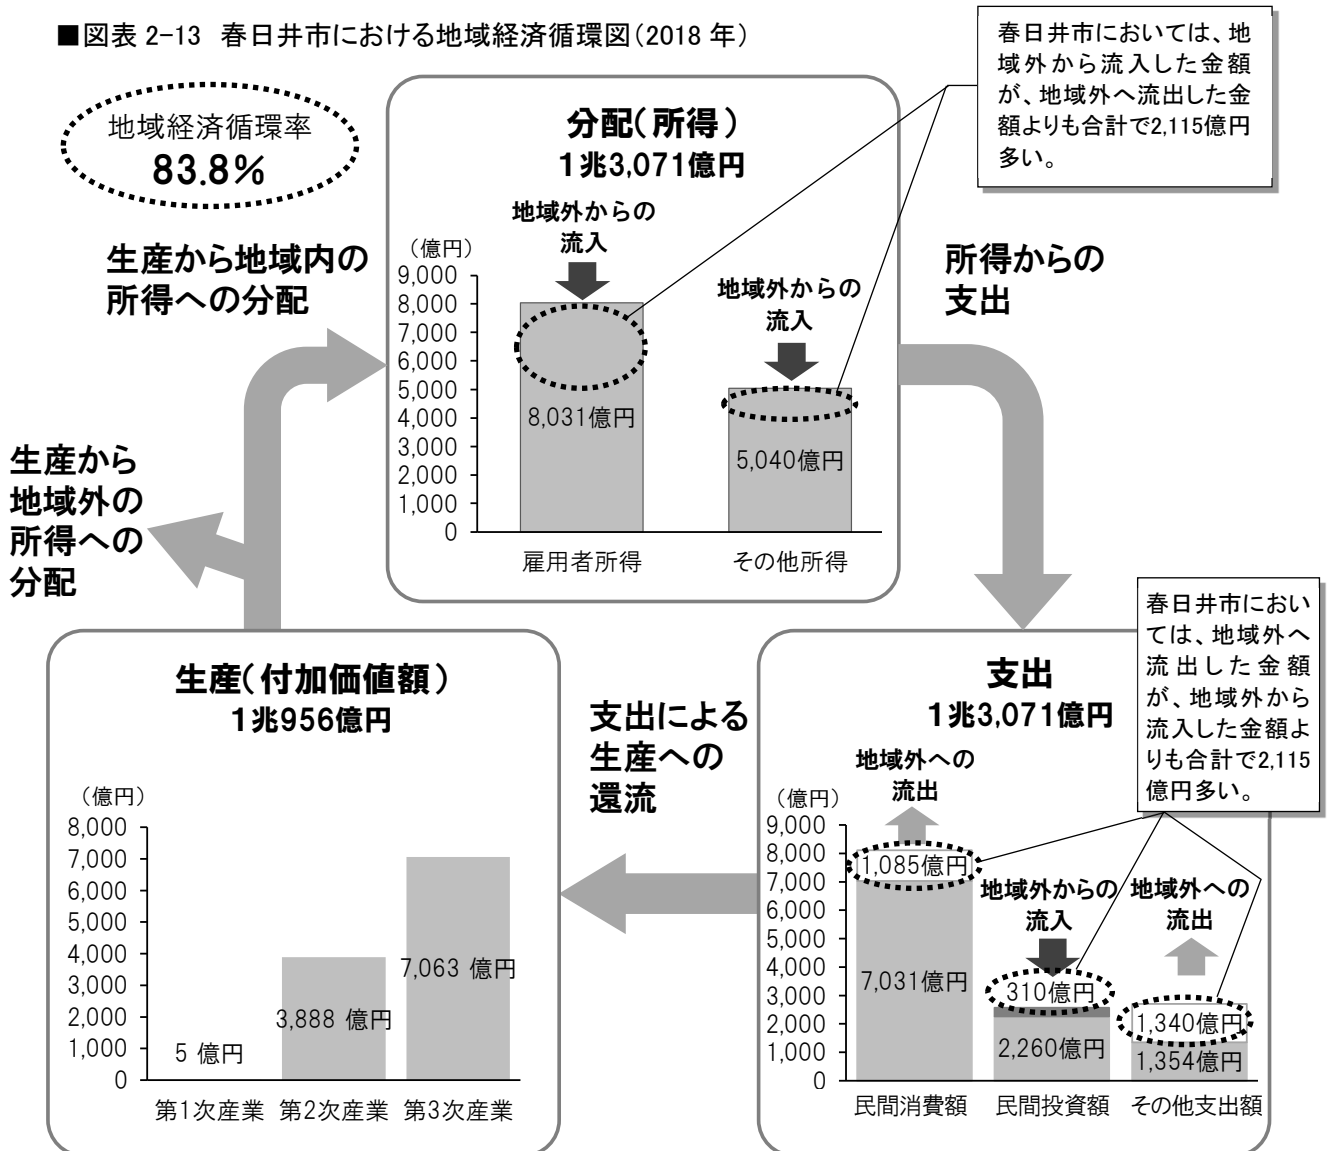 ■図表 2-13 春日井市における地域経済循環図(2018 年)
地域経済循環率
83.8%
春日井市においては、地
域外から流入した金額
が、地域外へ流出した金
額よりも合計で2,115億円
多い。
分配(所得)
1兆3,071億円
地域外からの
流入
(億円)
9,000
8,000
7,000
6,000
5,000
4,000
3,000
2,000
1,000
0
地域外からの
流入
8,031億円
5,040億円
雇用者所得
その他所得
生産から地域内の
所得への分配
所得からの
支出
生産から
地域外の
所得への
分配
生産(付加価値額)
1兆956億円
(億円)
8,000
7,000
6,000
5,000
4,000
3,000
2,000
1,000
0
5 億円
3,888 億円
7,063 億円
第1次産業
第2次産業
第3次産業
支出による
生産への
還流
支出
1兆3,071億円
春日井市におい
ては、地域外へ
流出した金額
が、地域外から
流入した金額よ
りも合計で2,115
億円多い。
地域外への
流出
(億円)
9,000
8,000
7,000
6,000
5,000
4,000
3,000
2,000
1,000
0
1,085億円
7,031億円
地域外からの
流入
310億円
2,260億円
地域外への
流出
1,340億円
1,354億円
民間消費額
民間投資額
その他支出額